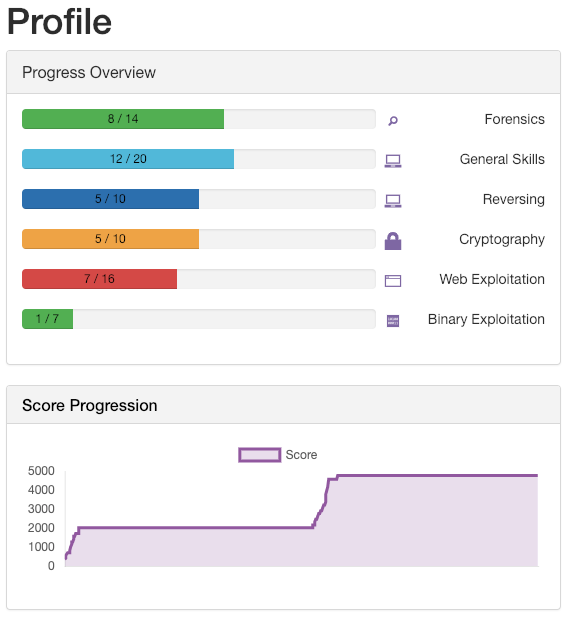 Profile
Progress Overview
8 / 14 Forensics
12 / 20 General Skills
5 / 10 Reversing
5 / 10 Cryptography
7 / 16 Web Exploitation
1 / 7 Binary Exploitation
Score Progression
Score
5000
4000
3000
2000
1000
0